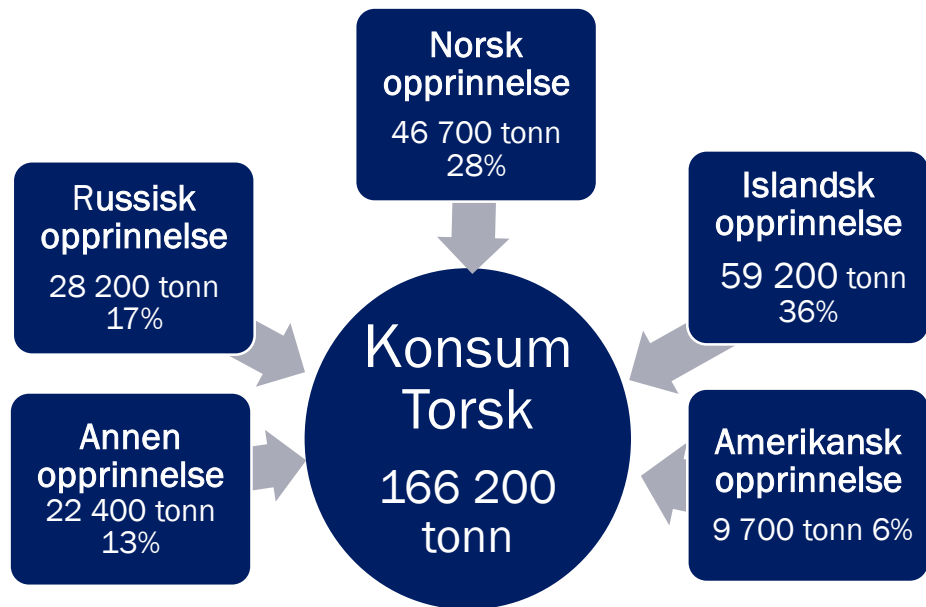 Norsk
opprinnelse
46 700 tonn
28%
Russisk
opprinnelse
28 200 tonn
17%
Islandsk
opprinnelse
59 200 tonn
36%
Konsum
Torsk
166 200
tonn
Annen
opprinnelse
22 400 tonn
13%
Amerikansk
opprinnelse
9 700 tonn 6%